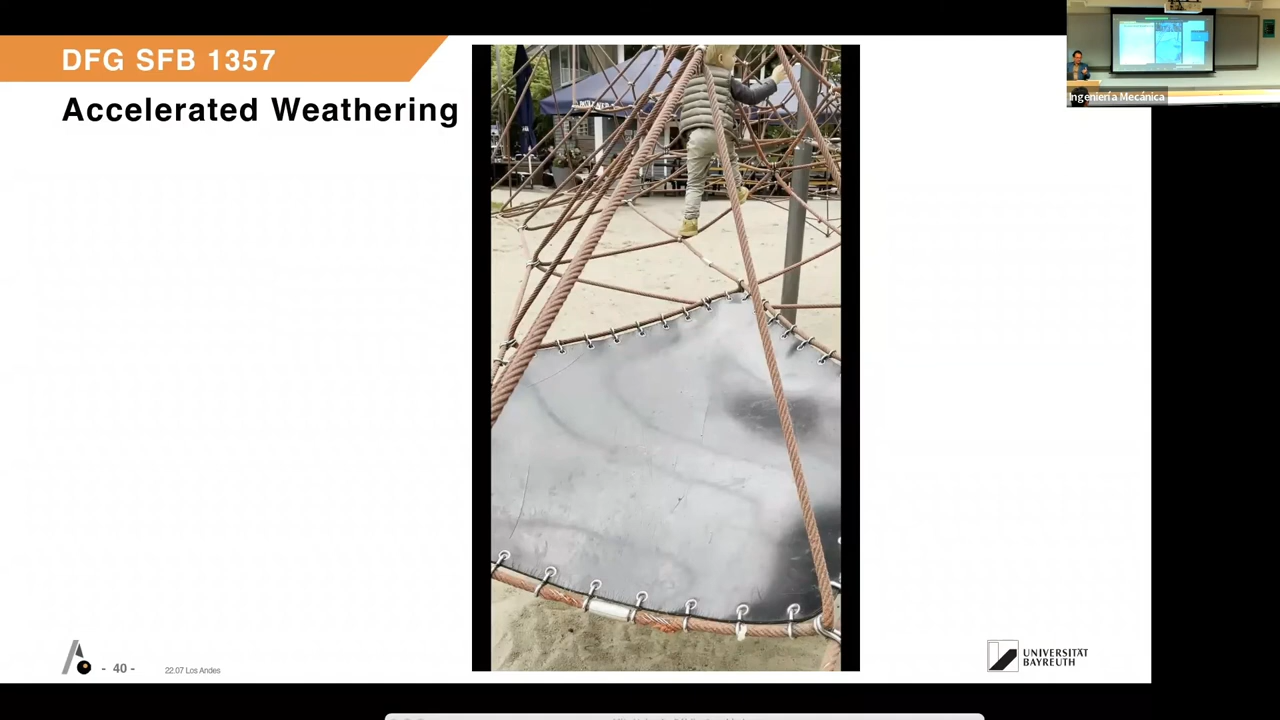 DFG SFB 1357
Accelerated Weathering
Ingeniería Mecánica
- 40 -
22.07 Los Andes
UNIVERSITÄT
BAYREUTH